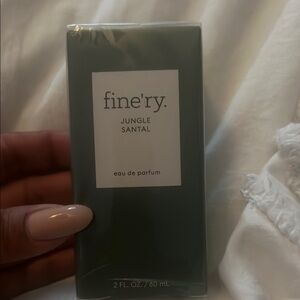 fine'ry.
JUNGLE
SANTAL
eau de parfum
2 FL. OZ. / 60 mL